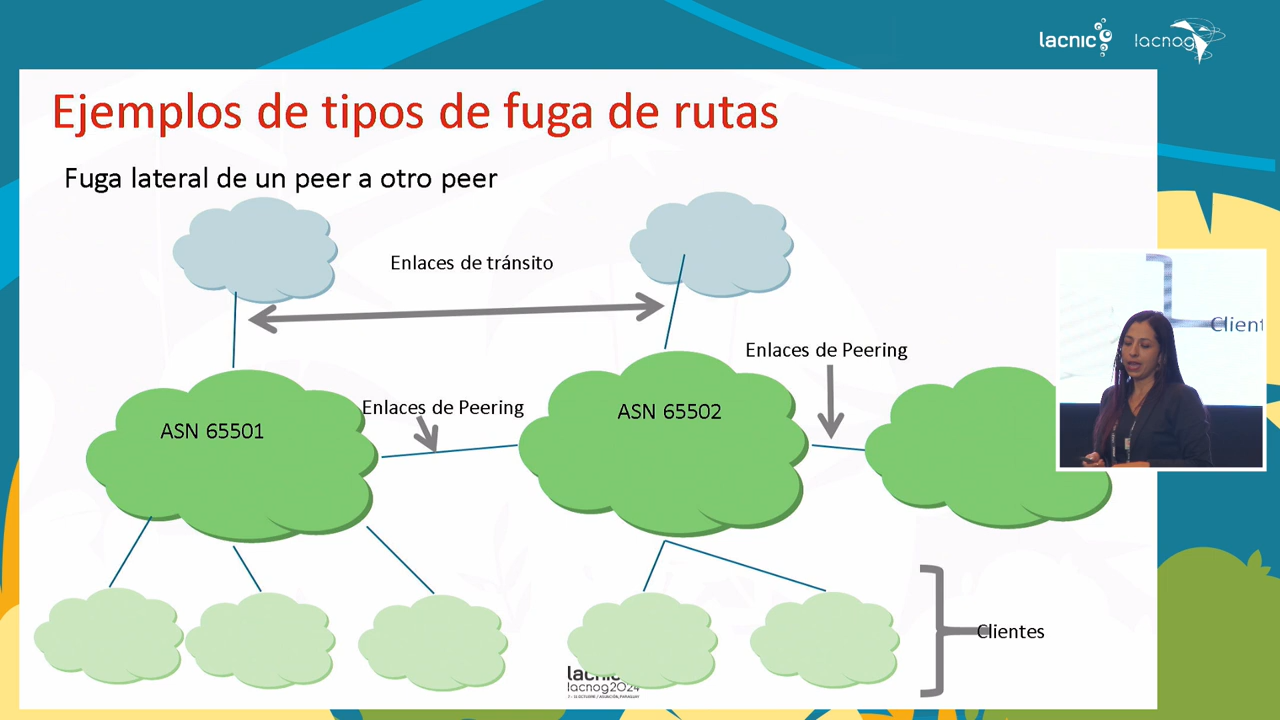 lacnic
lacnog
Ejemplos de tipos de fuga de rutas
Fuga lateral de un peer a otro peer
Enlaces de tránsito
Enlaces de Peering
Enlaces de Peering
ASN 65501
ASN 65502
Clientes
Client
lacnic
lacnog2024